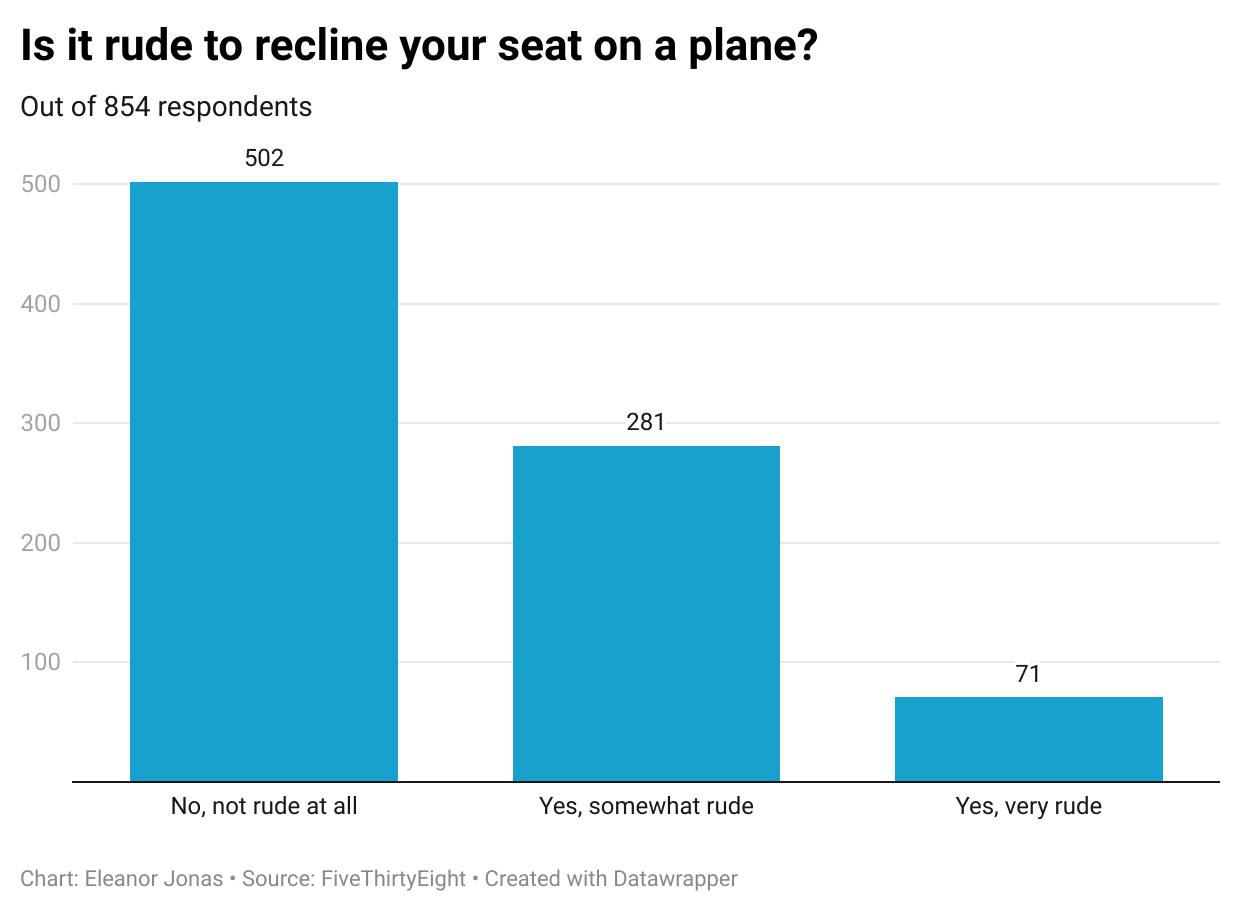 Is it rude to recline your seat on a plane?
Out of 854 respondents
502
500
400
300
281
200
100
71
No, not rude at all
Yes, somewhat rude
Yes, very rude
Chart: Eleanor Jonas • Source: FiveThirtyEight • Created with Datawrapper